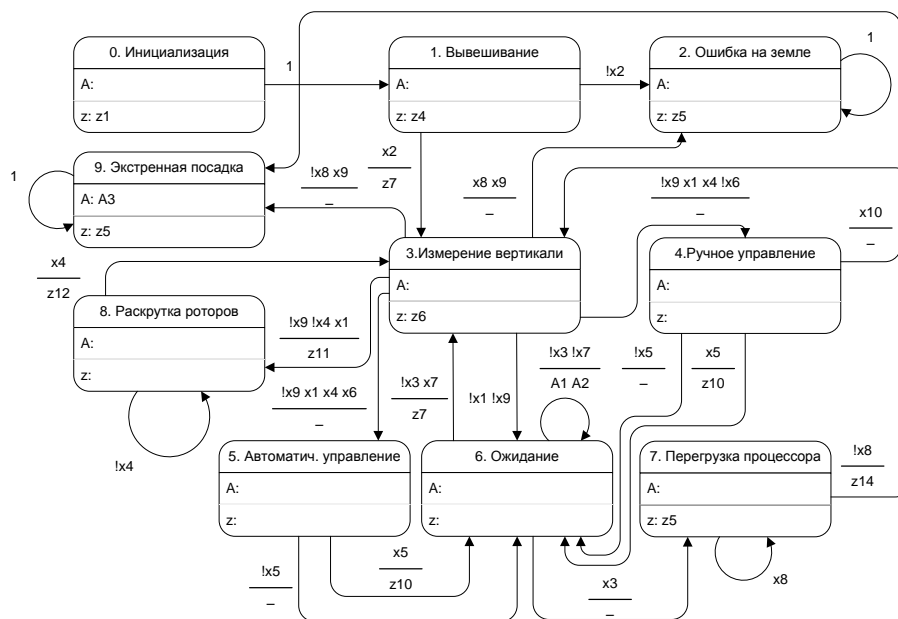 0. Инициализация
A:
z: z1
1
1. Вывешивание
A:
z: z4
!x2
2. Ошибка на земле
A:
z: z5
1
9. Экстренная посадка
A: A3
z: z5
1
!x8 x9
–
x2
z7
x8 x9
–
!x9 x1 x4 !x6
–
x10
–
3.Измерение вертикали
A:
z: z6
4.Ручное управление
A:
z:
x4
z12
8. Раскрутка роторов
A:
z:
!x4
!x9 !x4 x1
z11
!x9 x1 x4 x6
–
!x3 x7
z7
!x1 !x9
!x3 !x7
A1 A2
!x5
–
x5
z10
5. Автоматич. управление
A:
z:
6. Ожидание
A:
z:
7. Перегрузка процессора
A:
z: z5
!x8
z14
!x5
–
x5
z10
x3
–
x8